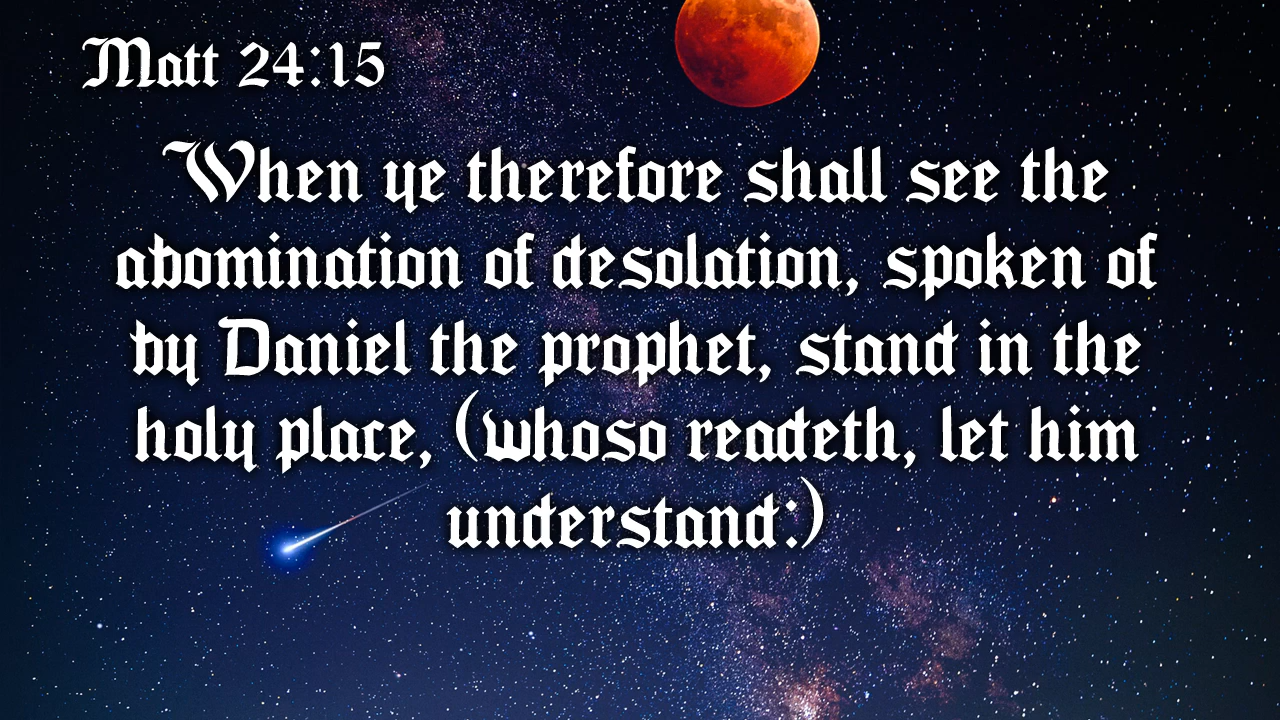 Matt 24:15
When ye therefore shall see the
abomination of desolation, spoken of
by Daniel the prophet, stand in the
holy place, (whoso readeth, let him
understand:)